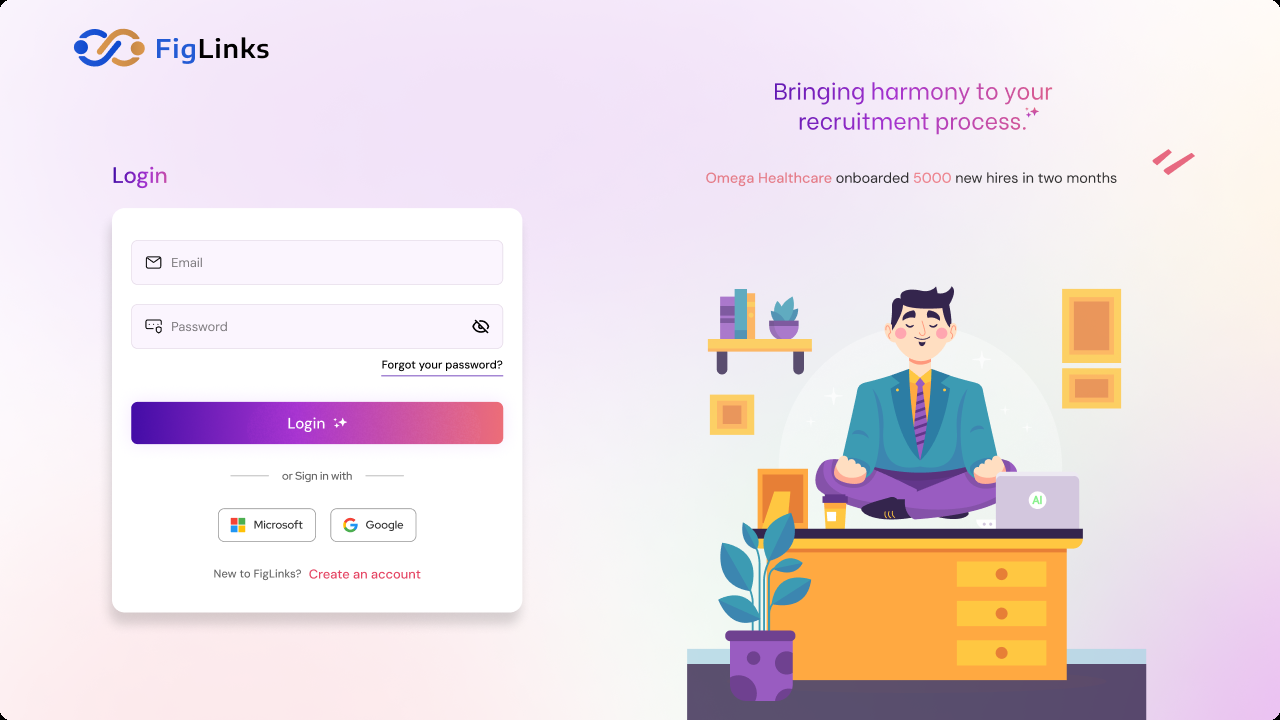 FigLinks
Bringing harmony to your
recruitment process.
Omega Healthcare onboarded 5000 new hires in two months
Login
Email
Password
Forgot your password?
Login
or Sign in with
Microsoft
Google
New to FigLinks? Create an account
AI